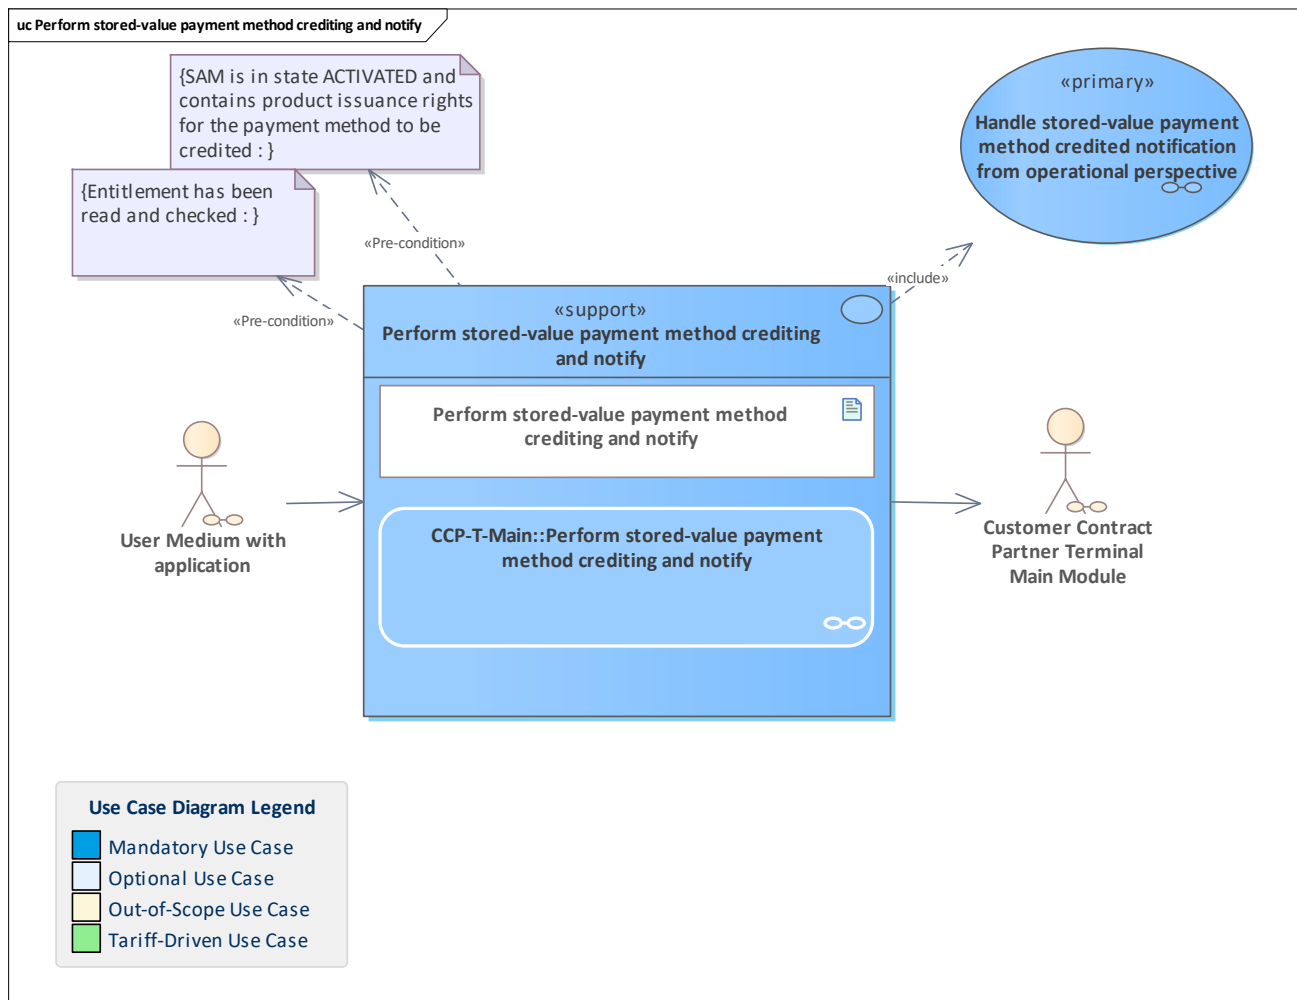 uc Perform stored-value payment method crediting and notify
{SAM is in state ACTIVATED and
contains product issuance rights
for the payment method to be
credited : }
{Entitlement has been
read and checked : }
«primary»
Handle stored-value payment
method credited notification
from operational perspective
«Pre-condition»
«Pre-condition»
«include»
«support»
Perform stored-value payment method crediting
and notify
Perform stored-value payment method
crediting and notify
CCP-T-Main::Perform stored-value payment
method crediting and notify
User Medium with
application
Customer Contract
Partner Terminal
Main Module
Use Case Diagram Legend
Mandatory Use Case
Optional Use Case
Out-of-Scope Use Case
Tariff-Driven Use Case